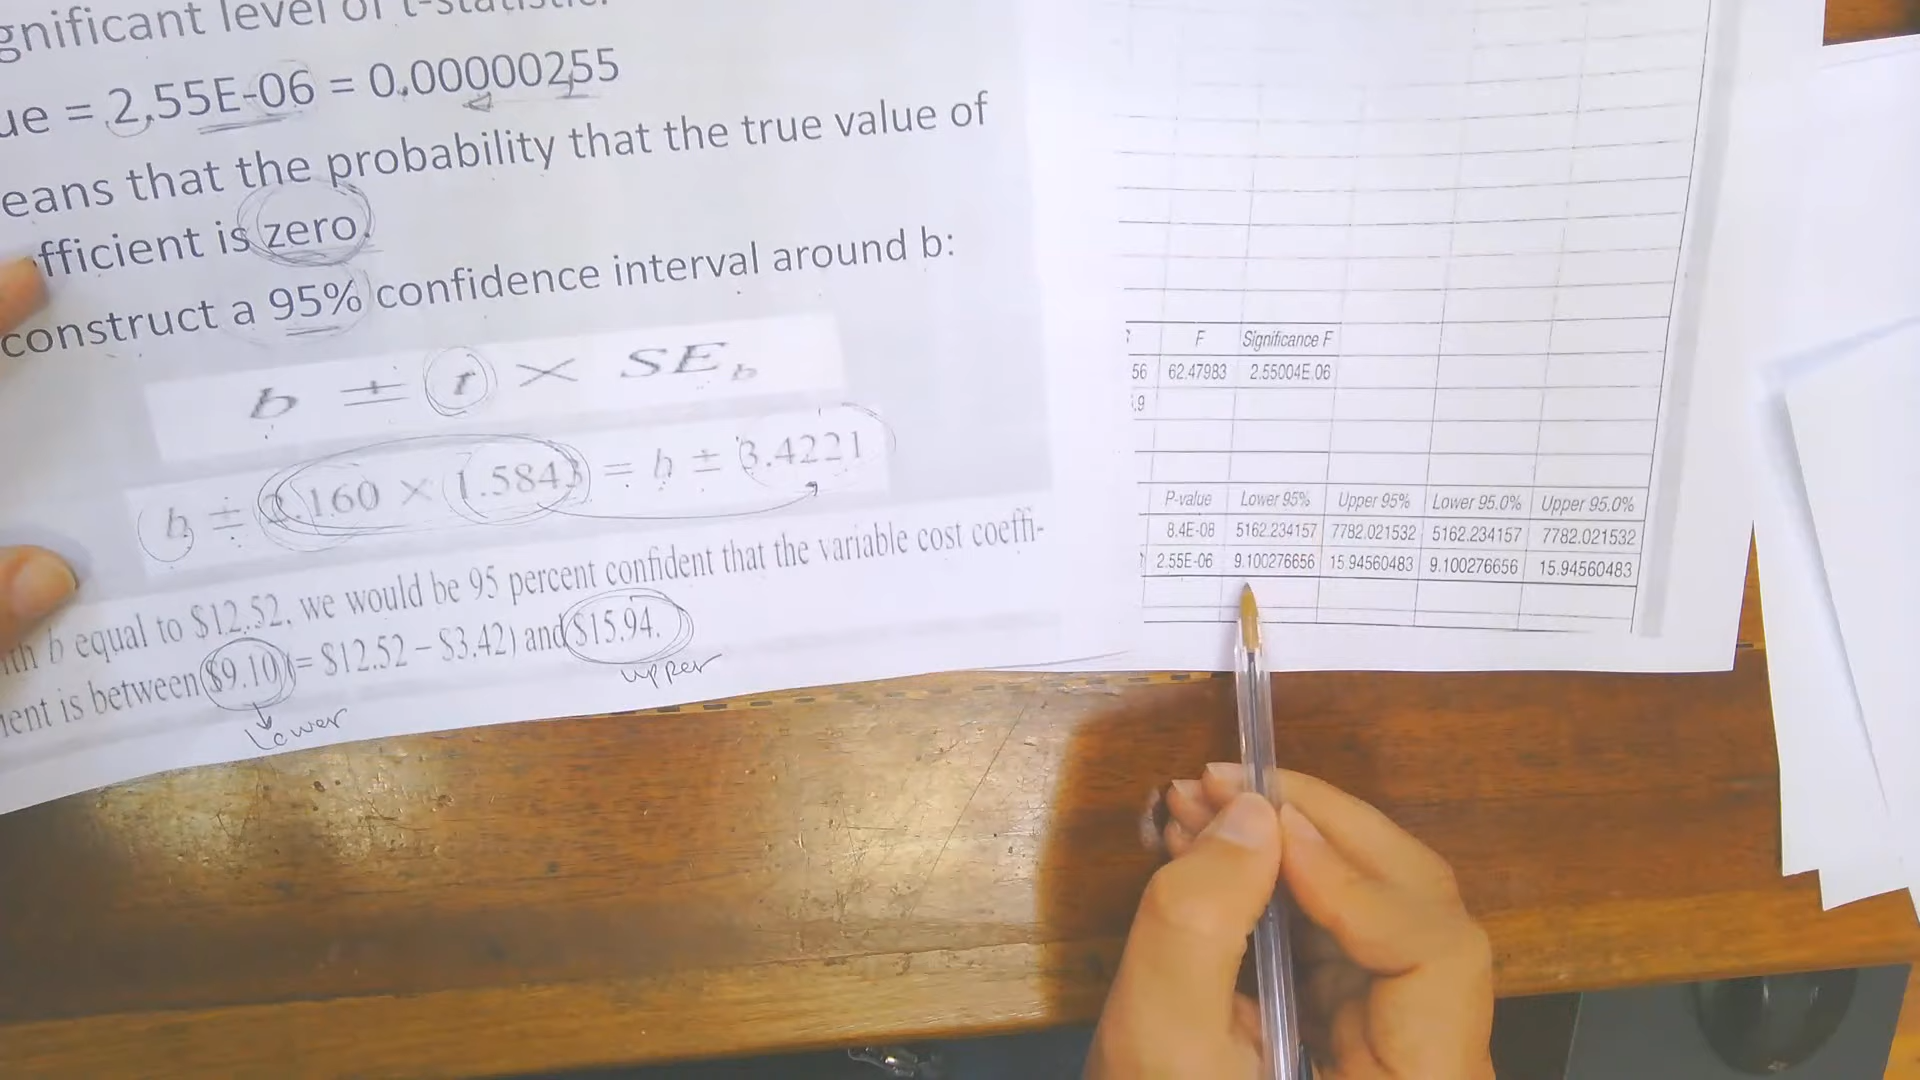 gnificant level of t-statistic.
ue = 2.55E-06 = 0.00000255
eans that the probability that the true value of
fficient is zero.
construct a 95% confidence interval around b:
b ± t × SEb
b ± 2.160 × 1.5843 = b ± 3.4221
ith b equal to $12.52, we would be 95 percent confident that the variable cost coeffi-
ient is between $9.10 (= $12.52 – $3.42) and $15.94.
Lower
upper
F Significance F
56 62.47983 2.55004E.06
.9
P-value Lower 95% Upper 95% Lower 95.0% Upper 95.0%
8.4E-08 5162.234157 7782.021532 5162.234157 7782.021532
2.55E-06 9.100276656 15.94560483 9.100276656 15.94560483